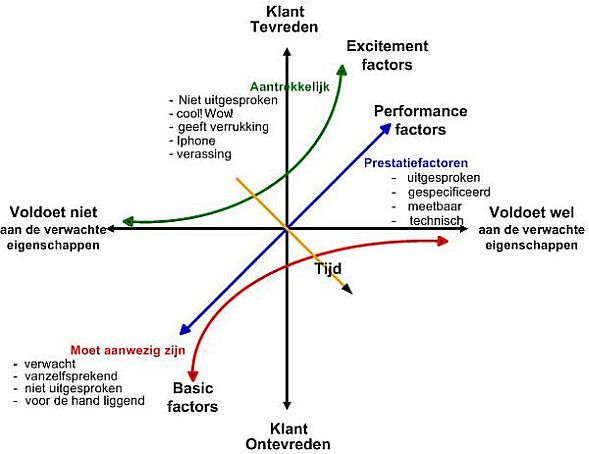 Klant
Tevreden
Excitement
factors
Aantrekkelijk
- Niet uitgesproken
- cool! Wow!
- geeft verrukking
- Iphone
- verassing
Performance
factors
Prestatiefactoren
- uitgesproken
- gespecificeerd
- meetbaar
- technisch
Voldoet niet
aan de verwachte
eigenschappen
Voldoet wel
aan de verwachte
eigenschappen
Tijd
Moet aanwezig zijn
- verwacht
- vanzelfsprekend
- niet uitgesproken
- voor de hand liggend
Basic
factors
Klant
Ontevreden